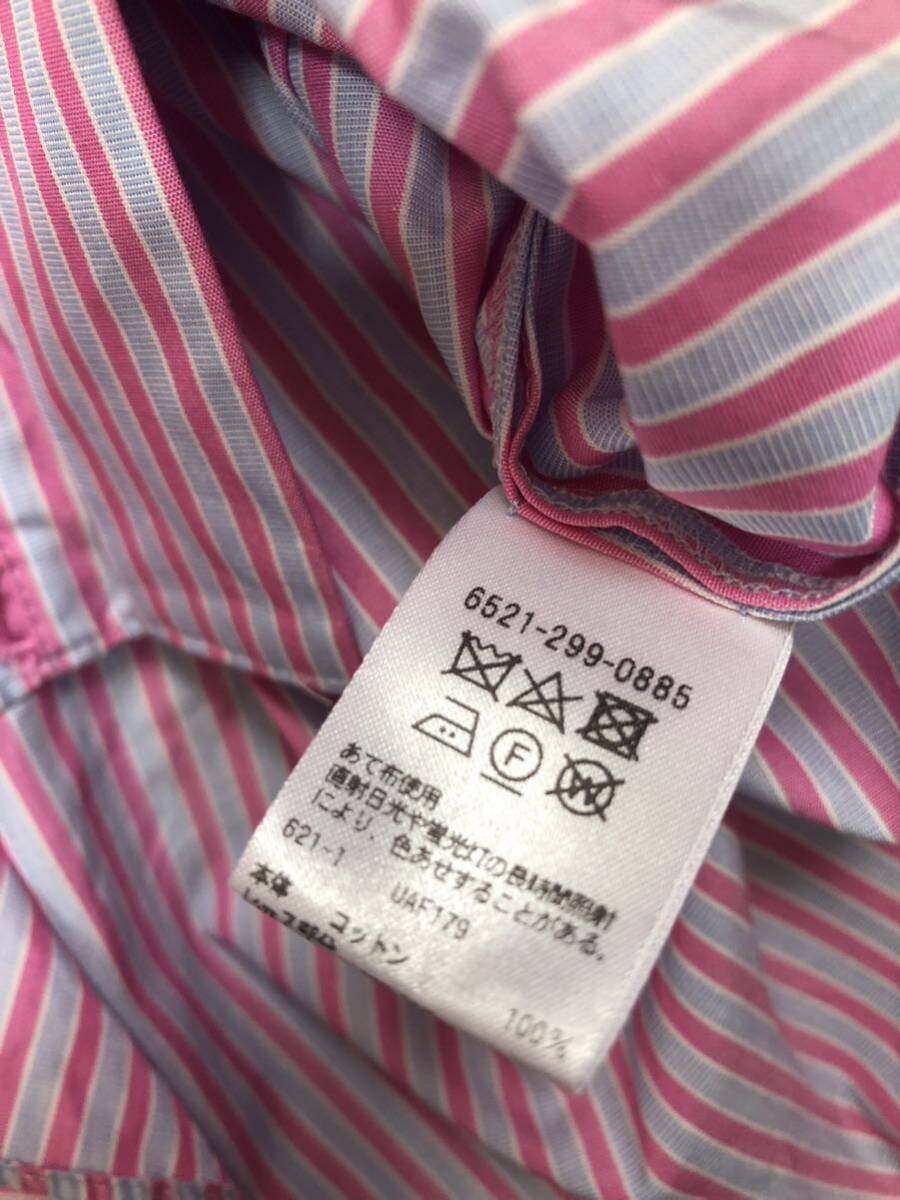 6521-299-0885
F
W
あて布使用
直射日光や蛍光灯の長時間照射
により、色あせすることがある。
621-1 UAF179
本体 コットン 100%